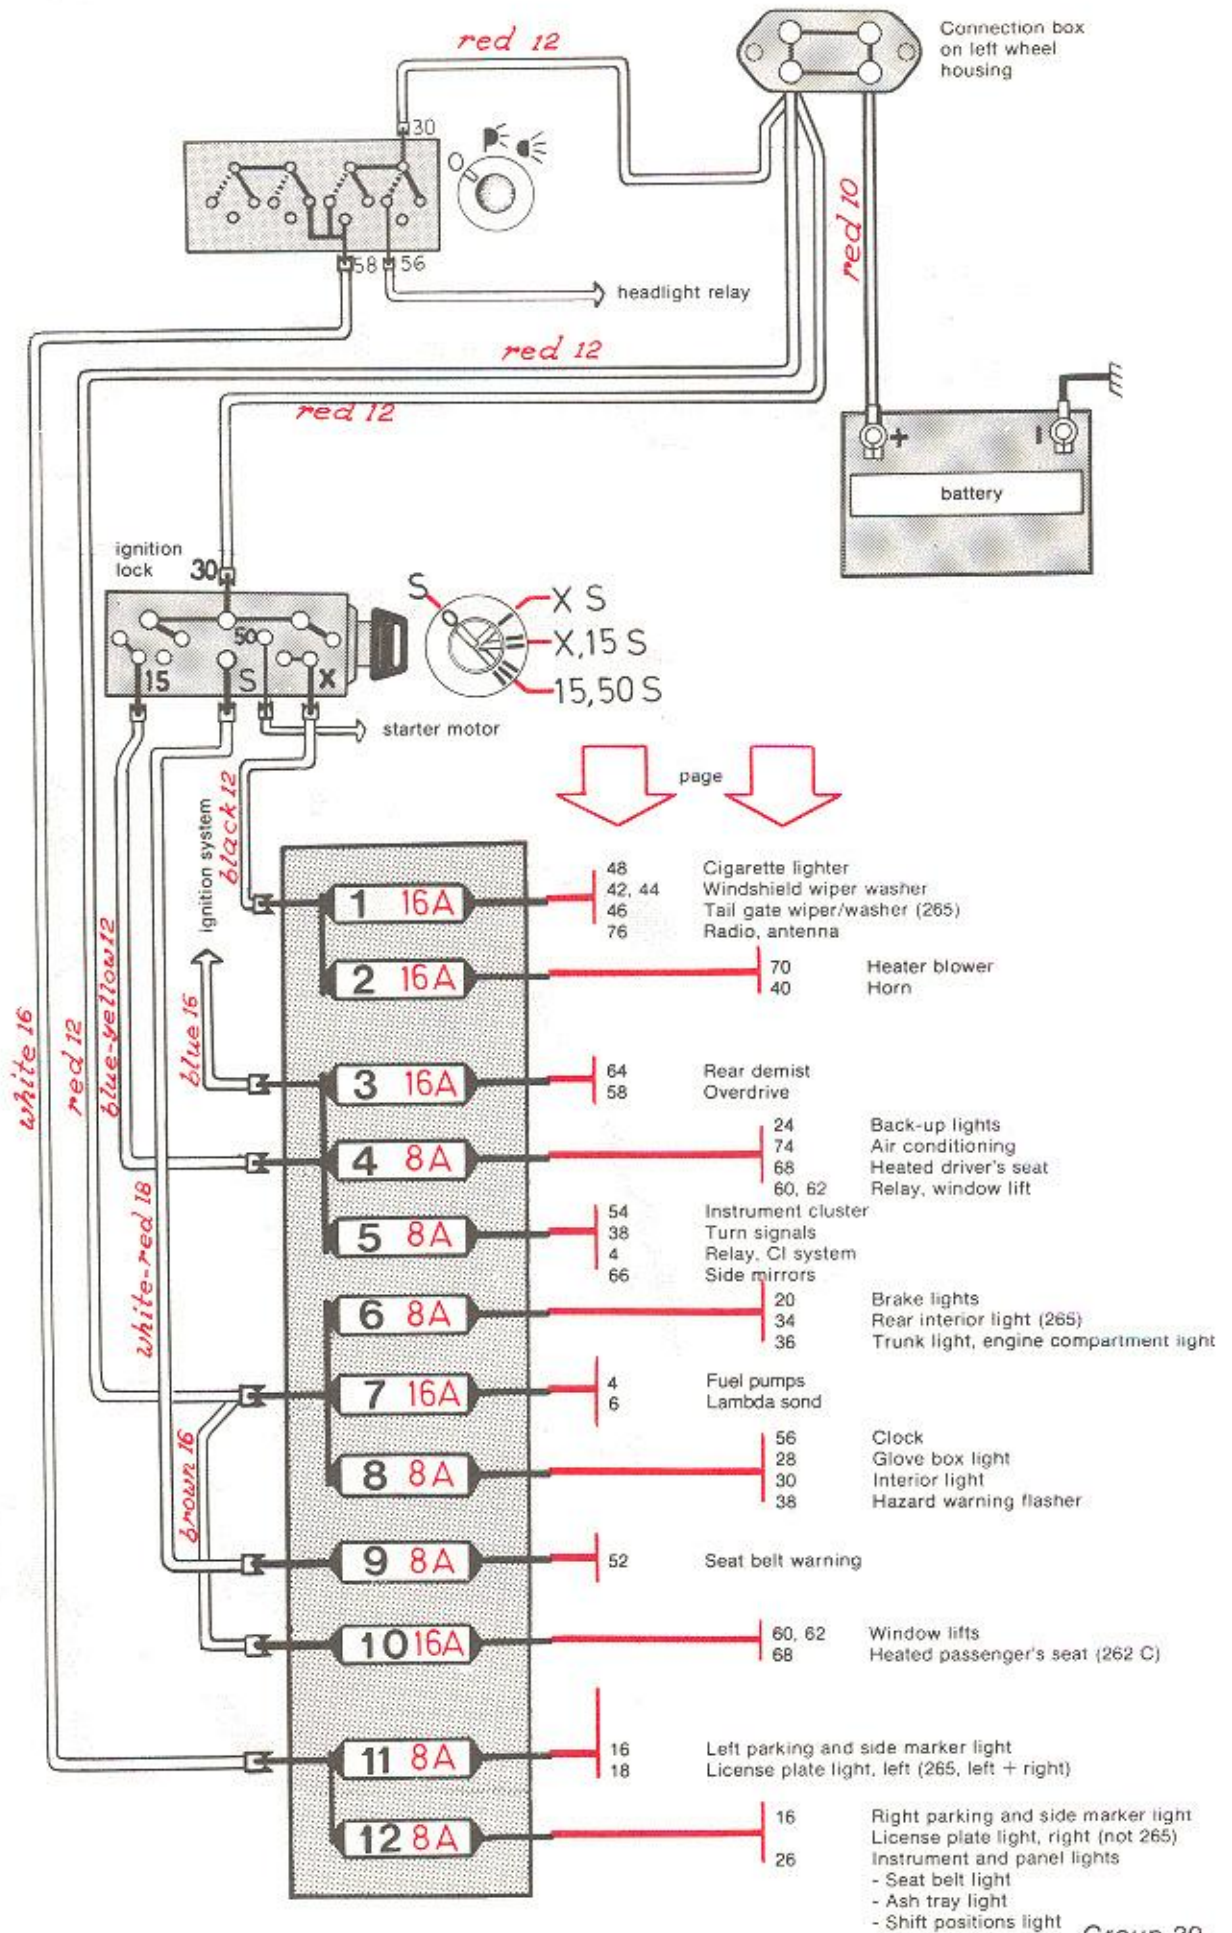 red 12
Connection box
on left wheel
housing
30
0
58
56
headlight relay
red 10
red 12
red 12
+
-
battery
ignition
lock
30
50
15
S
X
S
0
I
II
III
X S
X,15 S
15,50 S
starter motor
page
ignition system
black 12
blue 16
blue-yellow 12
white 16
red 12
white-red 18
brown 16
1 16A
48 Cigarette lighter
42, 44 Windshield wiper washer
46 Tail gate wiper/washer (265)
76 Radio, antenna
2 16A
70 Heater blower
40 Horn
3 16A
64 Rear demist
58 Overdrive
4 8A
24 Back-up lights
74 Air conditioning
68 Heated driver's seat
60, 62 Relay, window lift
5 8A
54 Instrument cluster
38 Turn signals
4 Relay, CI system
66 Side mirrors
6 8A
20 Brake lights
34 Rear interior light (265)
36 Trunk light, engine compartment light
7 16A
4 Fuel pumps
6 Lambda sond
8 8A
56 Clock
28 Glove box light
30 Interior light
38 Hazard warning flasher
9 8A
52 Seat belt warning
10 16A
60, 62 Window lifts
68 Heated passenger's seat (262 C)
11 8A
16 Left parking and side marker light
18 License plate light, left (265, left + right)
12 8A
16 Right parking and side marker light
License plate light, right (not 265)
26 Instrument and panel lights
- Seat belt light
- Ash tray light
- Shift positions light